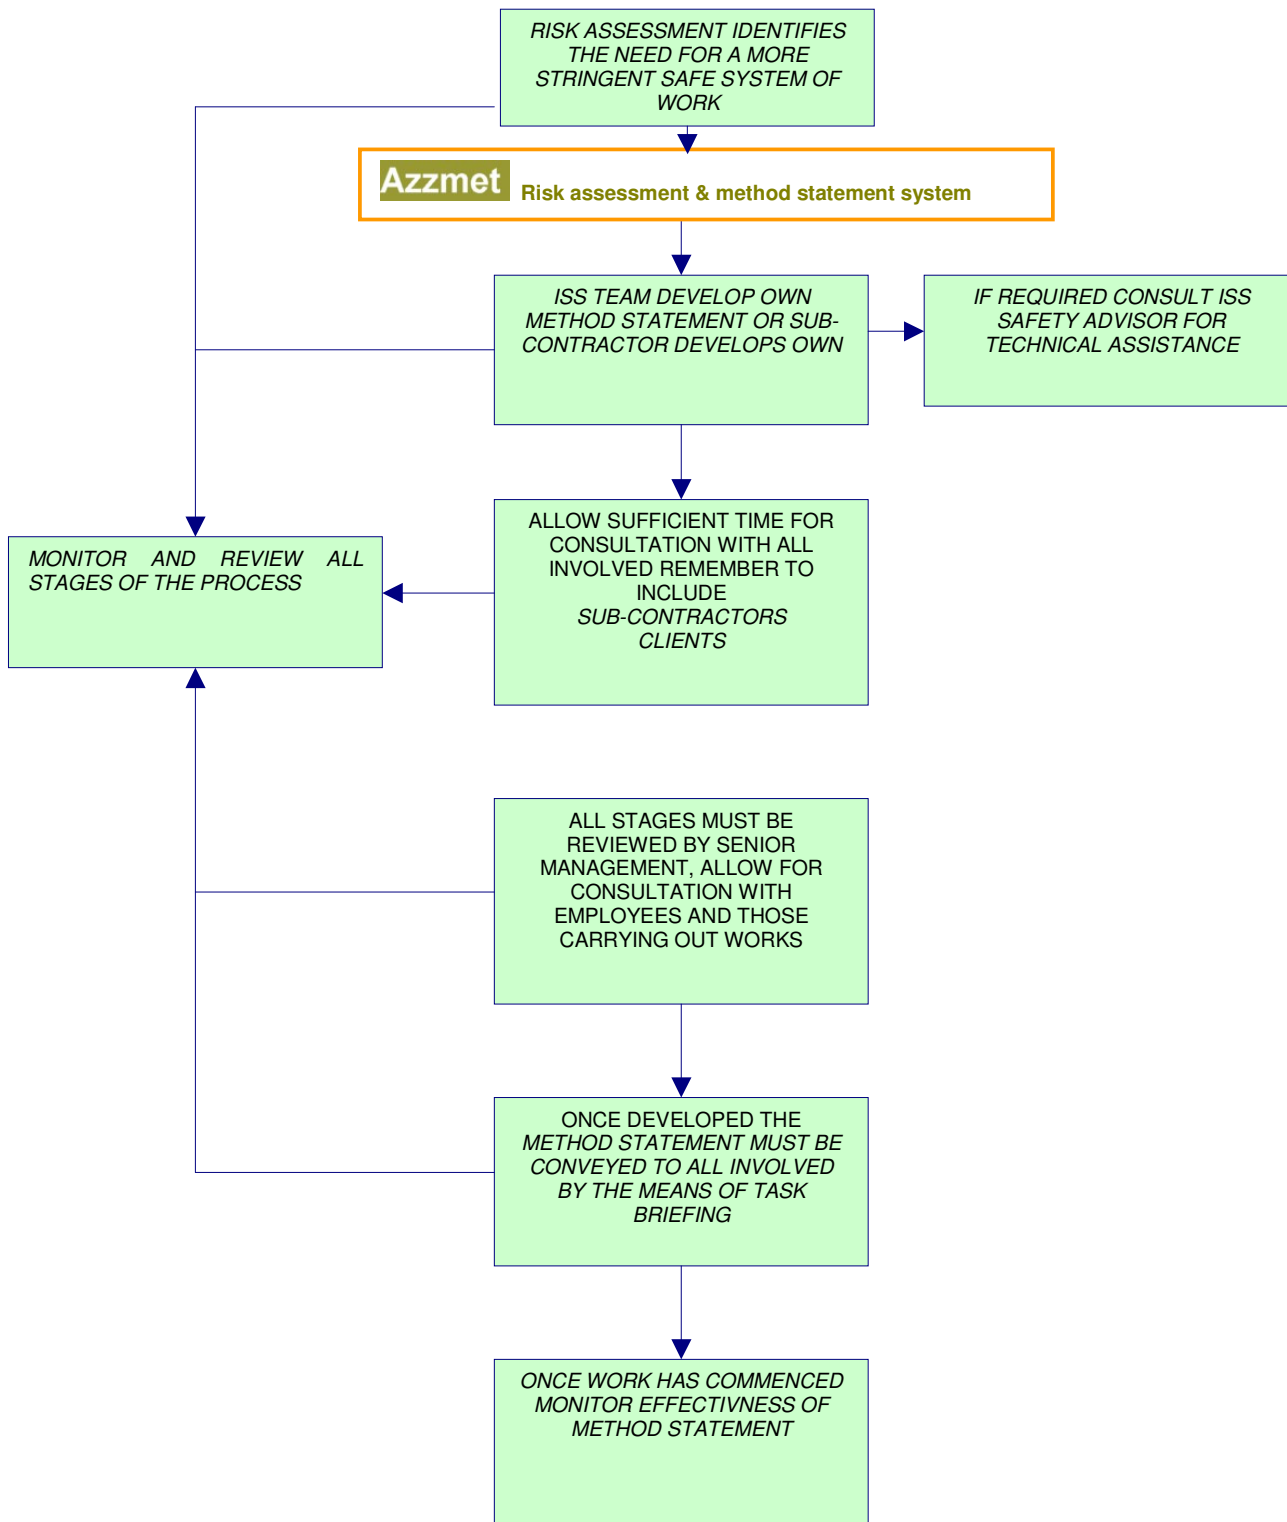 RISK ASSESSMENT IDENTIFIES
THE NEED FOR A MORE
STRINGENT SAFE SYSTEM OF
WORK
Azzmet Risk assessment & method statement system
ISS TEAM DEVELOP OWN
METHOD STATEMENT OR SUB-
CONTRACTOR DEVELOPS OWN
IF REQUIRED CONSULT ISS
SAFETY ADVISOR FOR
TECHNICAL ASSISTANCE
ALLOW SUFFICIENT TIME FOR
CONSULTATION WITH ALL
INVOLVED REMEMBER TO
INCLUDE
SUB-CONTRACTORS
CLIENTS
MONITOR AND REVIEW ALL
STAGES OF THE PROCESS
ALL STAGES MUST BE
REVIEWED BY SENIOR
MANAGEMENT, ALLOW FOR
CONSULTATION WITH
EMPLOYEES AND THOSE
CARRYING OUT WORKS
ONCE DEVELOPED THE
METHOD STATEMENT MUST BE
CONVEYED TO ALL INVOLVED
BY THE MEANS OF TASK
BRIEFING
ONCE WORK HAS COMMENCED
MONITOR EFFECTIVNESS OF
METHOD STATEMENT